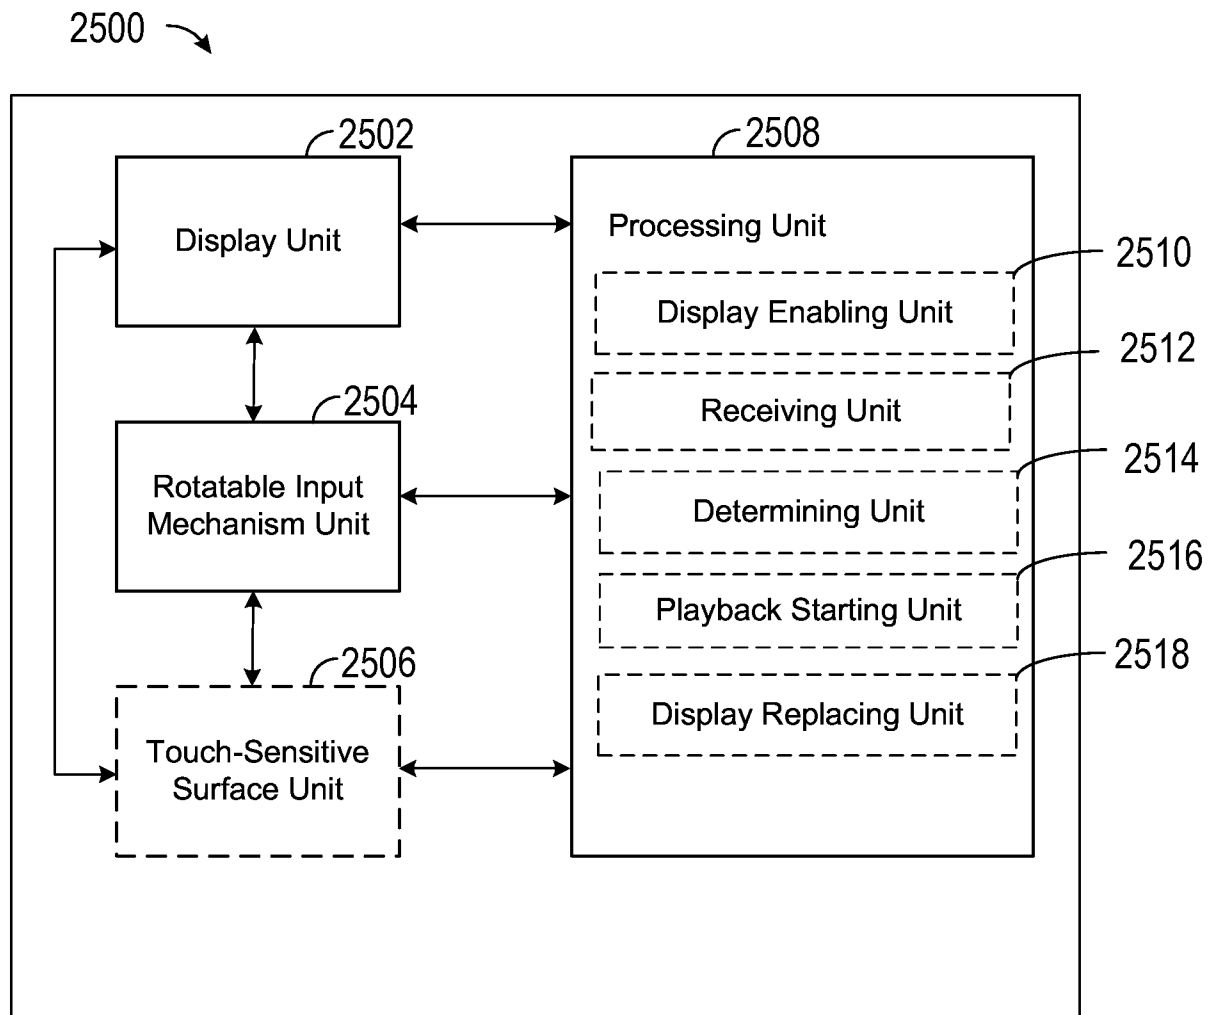 2500
2502
Display Unit
2504
Rotatable Input
Mechanism Unit
2506
Touch-Sensitive
Surface Unit
2508
Processing Unit
2510
Display Enabling Unit
2512
Receiving Unit
2514
Determining Unit
2516
Playback Starting Unit
2518
Display Replacing Unit